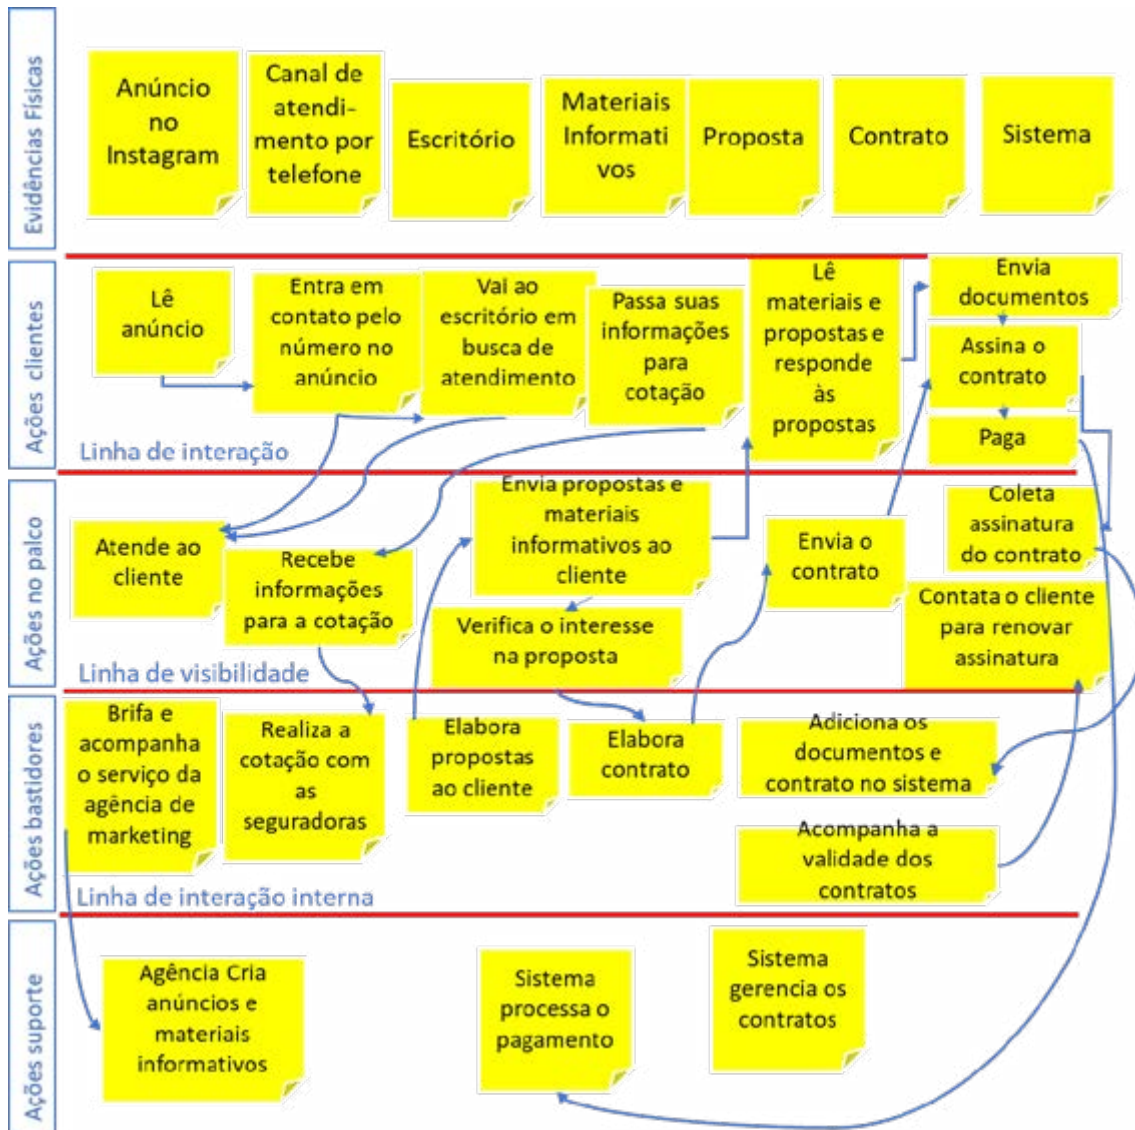 Evidências Físicas
Anúncio
no
Instagram
Canal de
atendi-
mento por
telefone
Escritório
Materiais
Informati
vos
Proposta
Contrato
Sistema
Ações clientes
Lê
anúncio
Entra em
contato pelo
número no
anúncio
Vai ao
escritório em
busca de
atendimento
Passa suas
informações
para
cotação
Lê
materiais e
propostas e
responde
às
propostas
Envia
documentos
Assina o
contrato
Paga
Linha de interação
Ações no palco
Atende ao
cliente
Recebe
informações
para a cotação
Envia propostas e
materiais
informativos ao
cliente
Verifica o interesse
na proposta
Envia o
contrato
Coleta
assinatura
do contrato
Contata o cliente
para renovar
assinatura
Linha de visibilidade
Ações bastidores
Brifa e
acompanha
o serviço da
agência de
marketing
Realiza a
cotação com
as
seguradoras
Elabora
propostas
ao cliente
Elabora
contrato
Adiciona os
documentos e
contrato no sistema
Acompanha a
validade dos
contratos
Linha de interação interna
Ações suporte
Agência Cria
anúncios e
materiais
informativos
Sistema
processa o
pagamento
Sistema
gerencia os
contratos